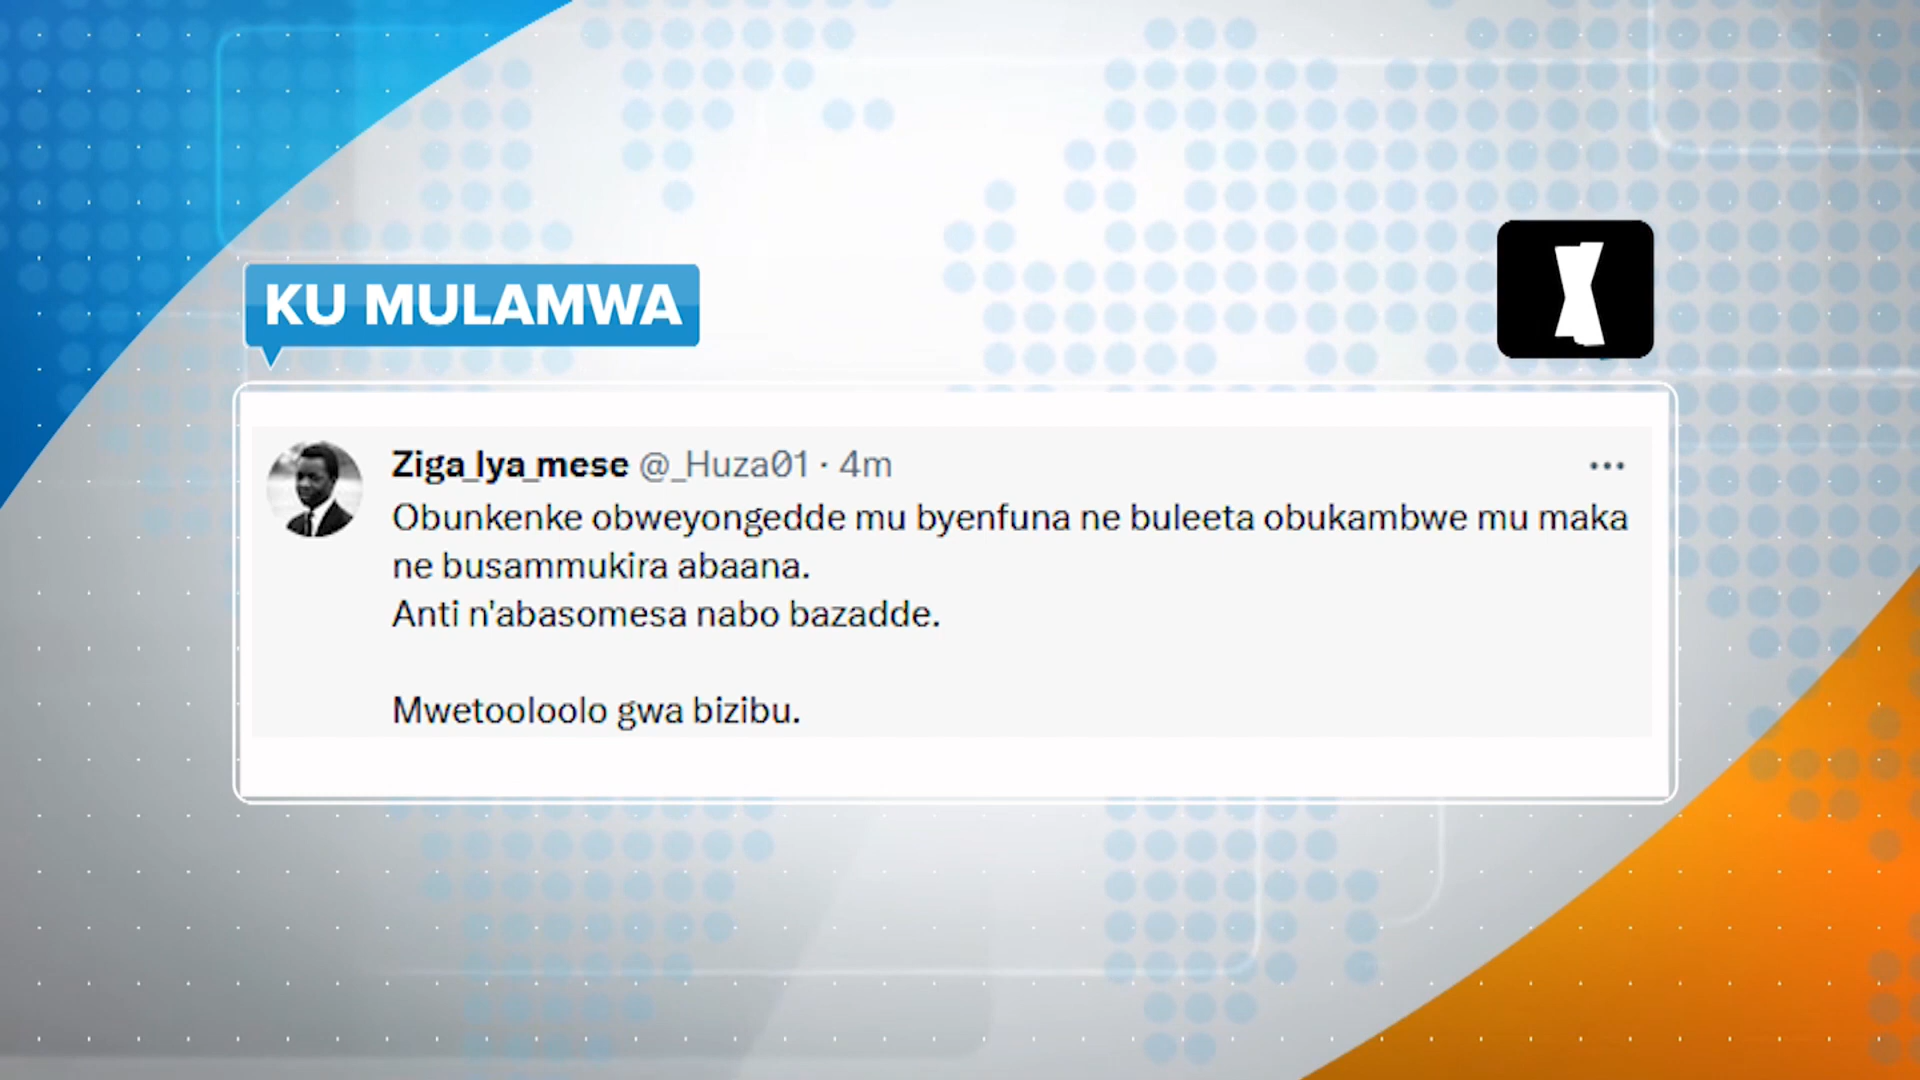 KU MULAMWA
Ziga_lya_mese @_Huza01 · 4m
Obunkenke obweyongedde mu byenfuna ne buleeta obukambwe mu maka
ne busammukira abaana.
Anti n'abasomesa nabo bazadde.
Mwetooloolo gwa bizibu.